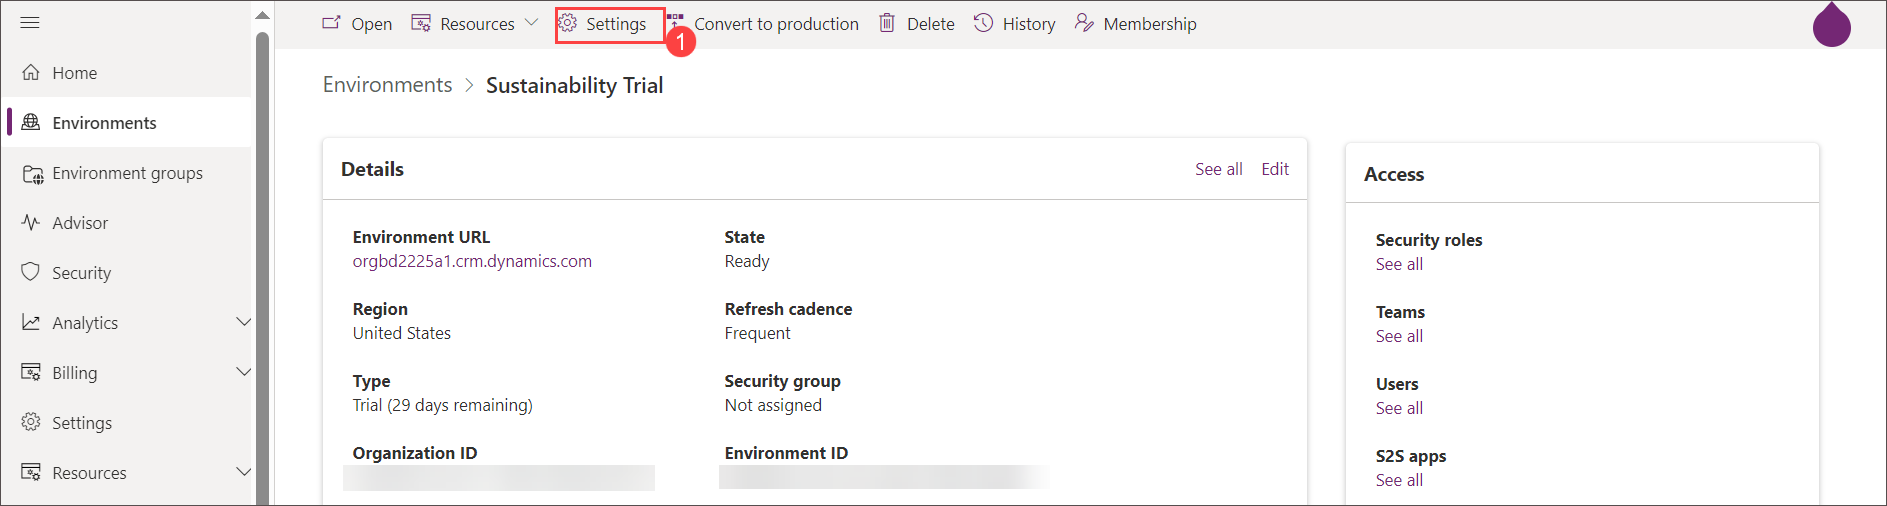 Open Resources Settings 1 Convert to production Delete History Membership
Home
Environments
Environment groups
Advisor
Security
Analytics
Billing
Settings
Resources
Environments > Sustainability Trial
Details See all Edit
Environment URL
orgbd2225a1.crm.dynamics.com
State
Ready
Region
United States
Refresh cadence
Frequent
Type
Trial (29 days remaining)
Security group
Not assigned
Organization ID
Environment ID
Access
Security roles
See all
Teams
See all
Users
See all
S2S apps
See all